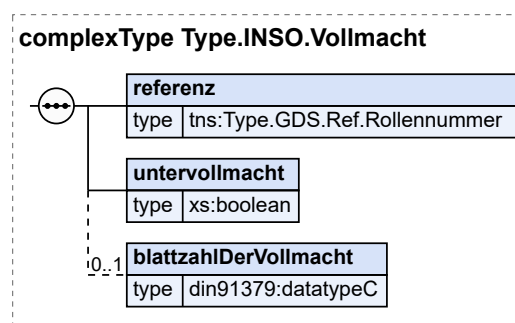 complexType Type.INSO.Vollmacht
referenz
type tns:Type.GDS.Ref.Rollennummer
untervollmacht
type xs:boolean
0..1 blattzahlDerVollmacht
type din91379:datatypeC